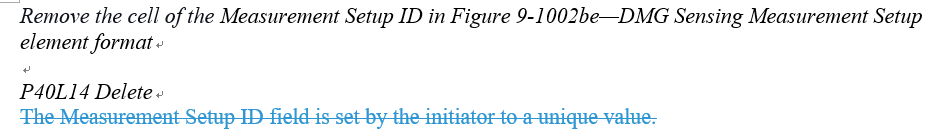 Remove the cell of the Measurement Setup ID in Figure 9-1002be—DMG Sensing Measurement Setup
element format
P40L14 Delete
The Measurement Setup ID field is set by the initiator to a unique value.